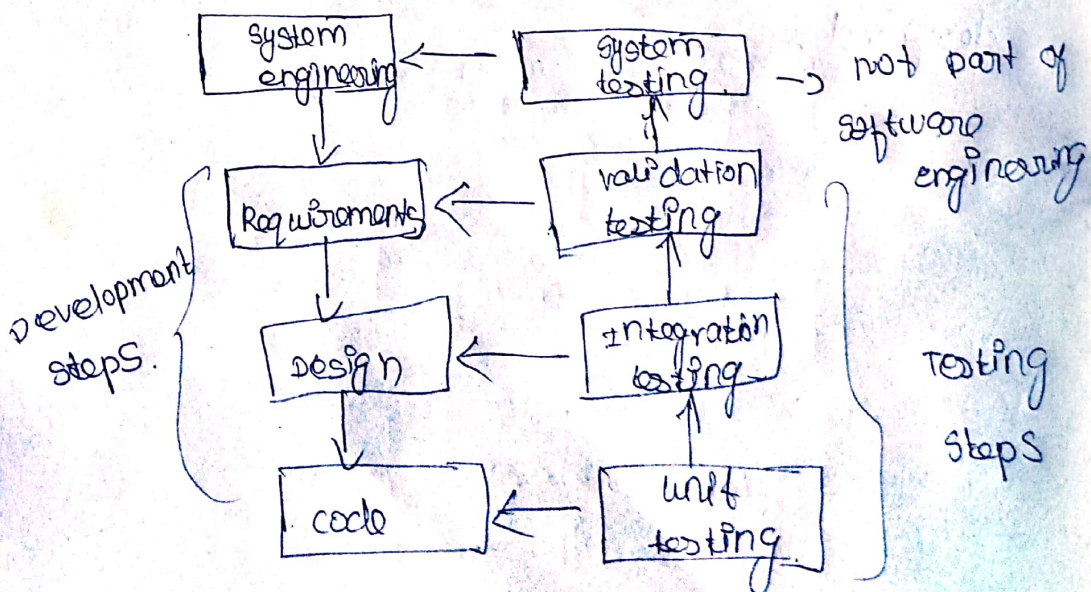 system
engineering
system
testing.
→ not part of
software
engineering
Requirements
validation
testing
Development
steps.
Design
Integration
testing
Testing
steps
code
unit
testing.